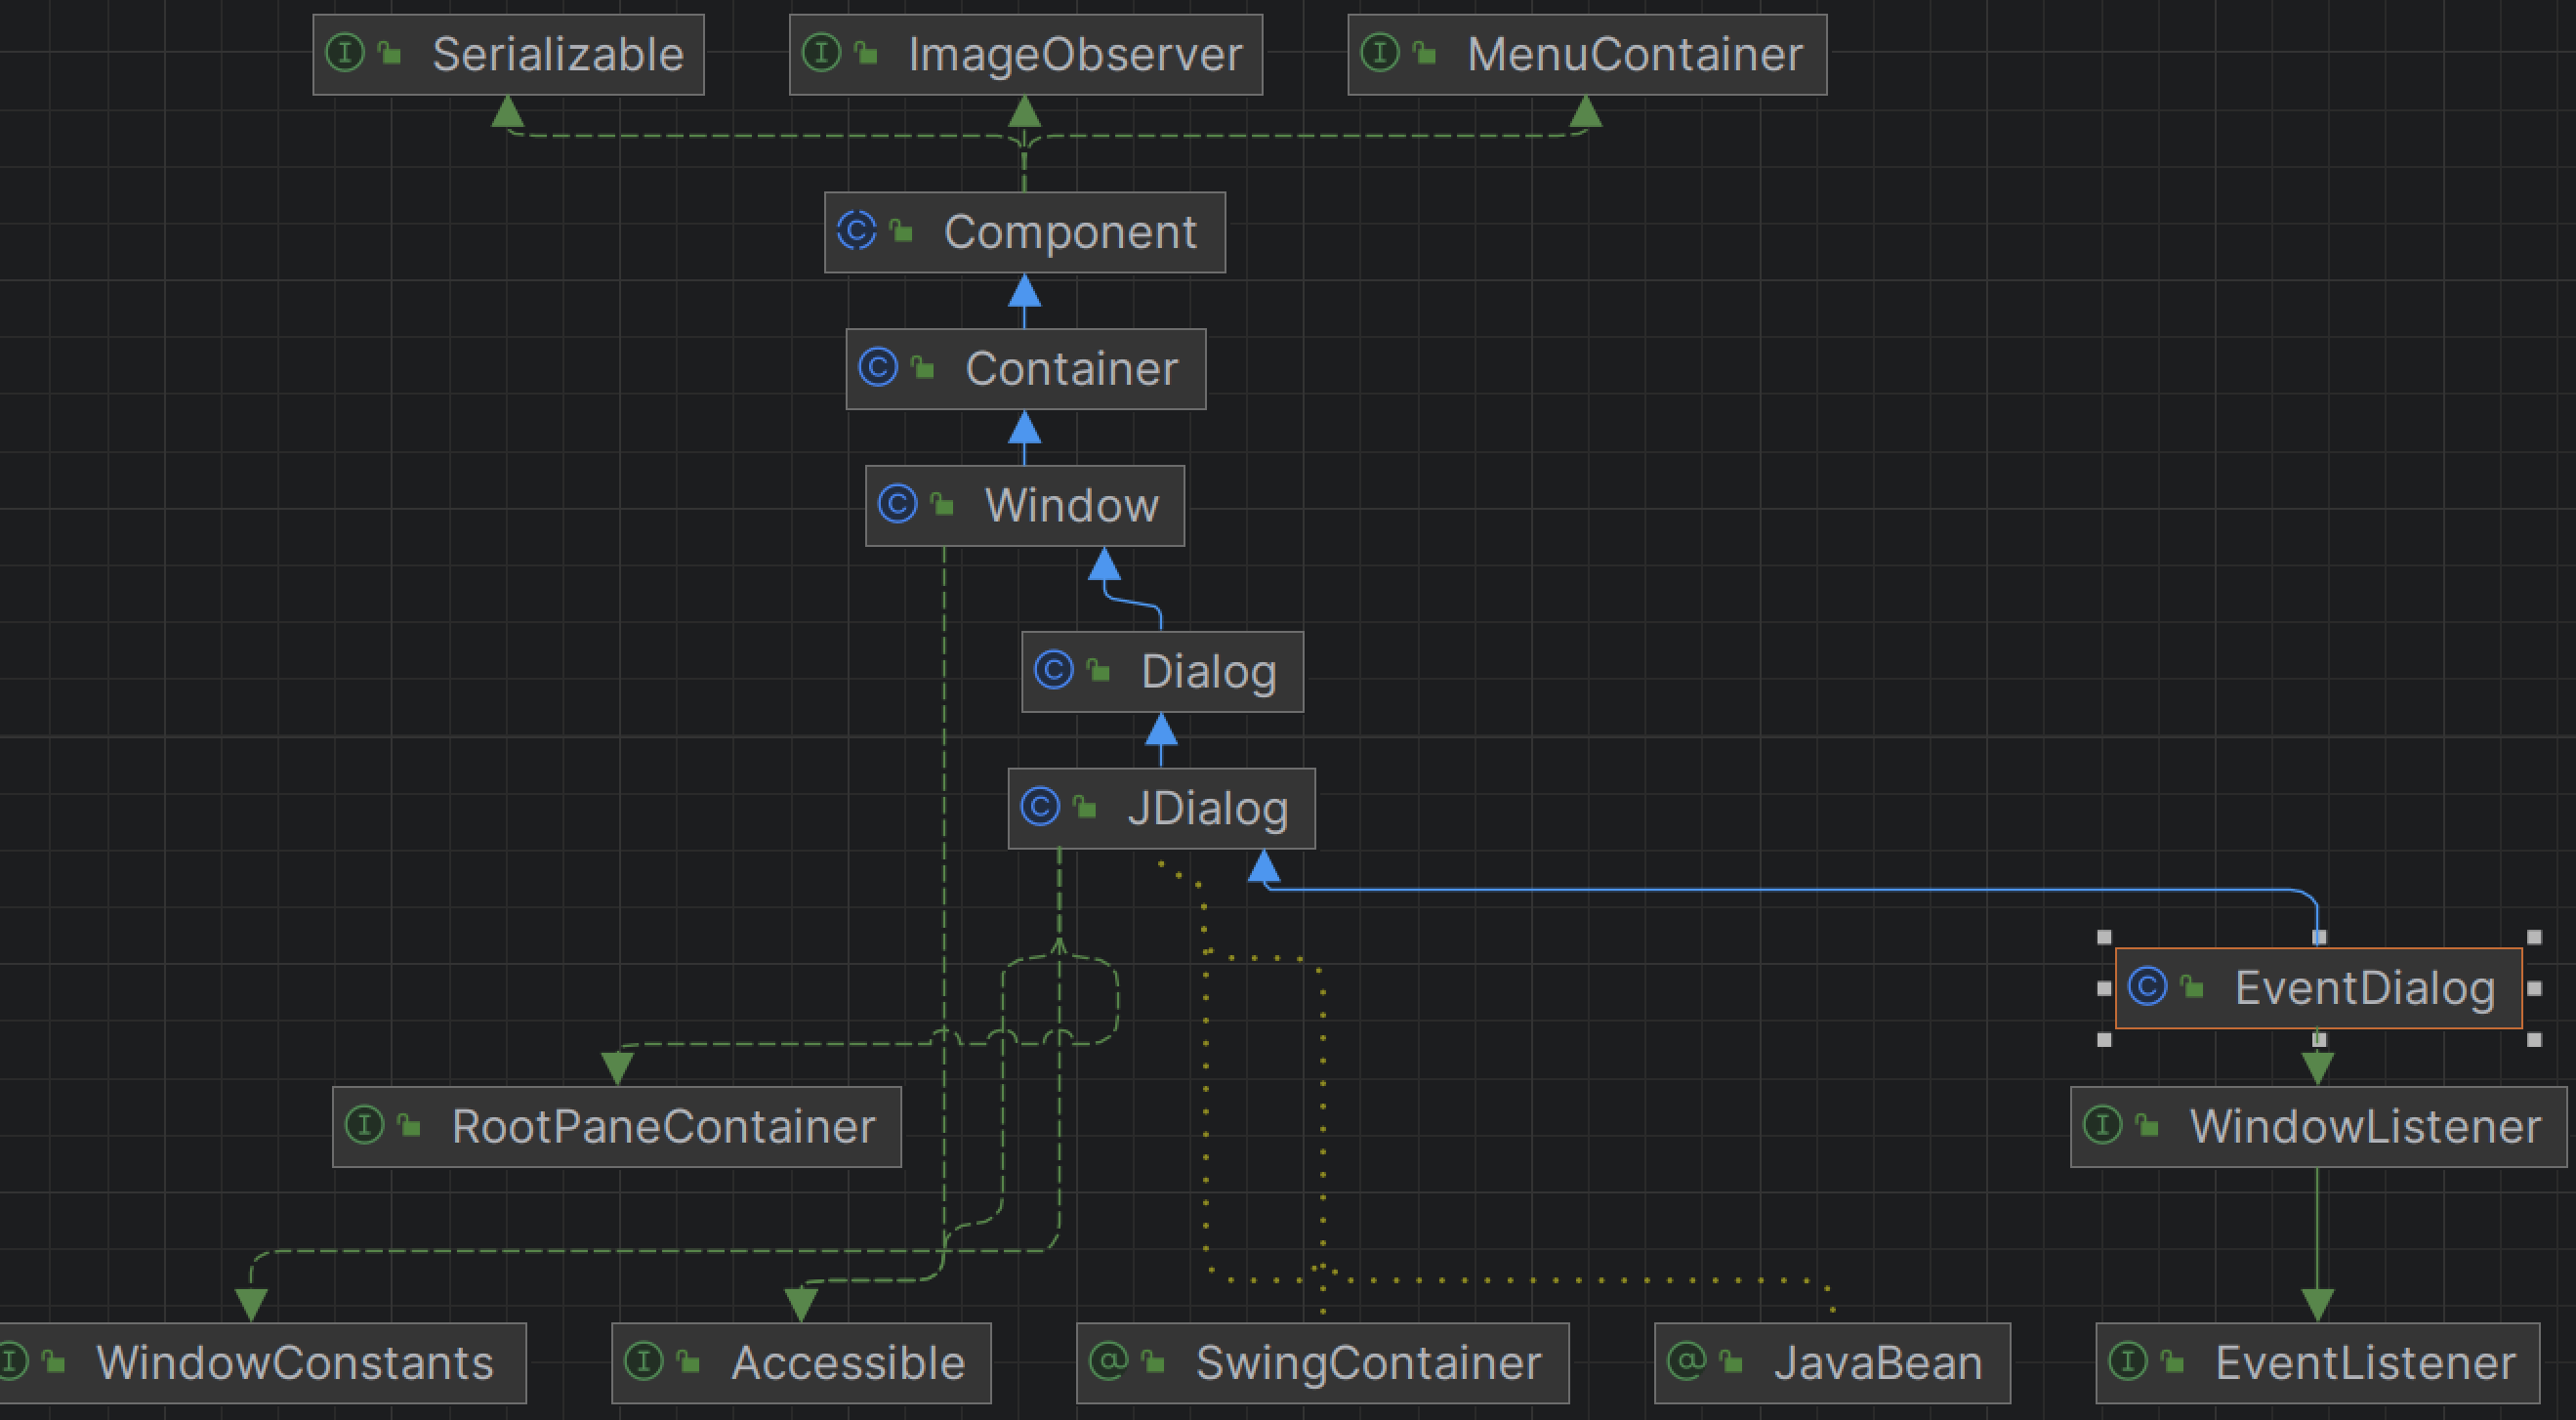 Serializable
ImageObserver
MenuContainer
Component
Container
Window
Dialog
JDialog
EventDialog
RootPaneContainer
WindowListener
WindowConstants
Accessible
SwingContainer
JavaBean
EventListener